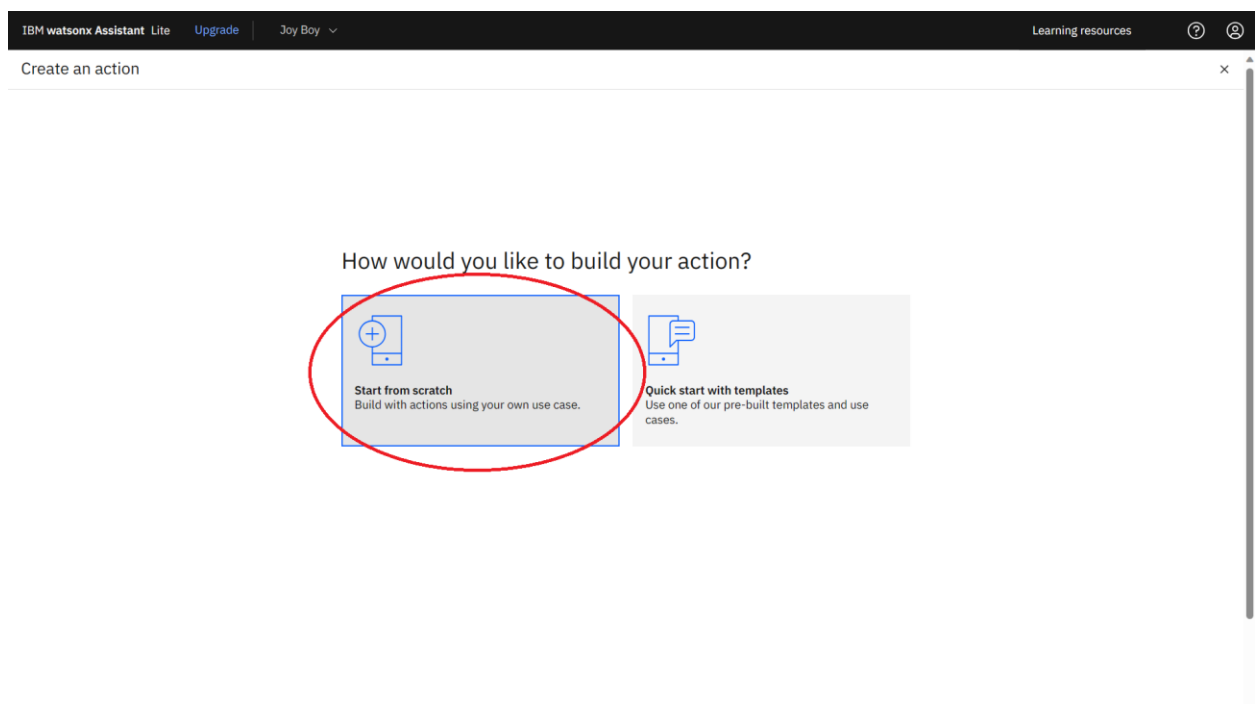 IBM watsonx Assistant Lite Upgrade Joy Boy Learning resources
Create an action
How would you like to build your action?
Start from scratch
Build with actions using your own use case.
Quick start with templates
Use one of our pre-built templates and use
cases.